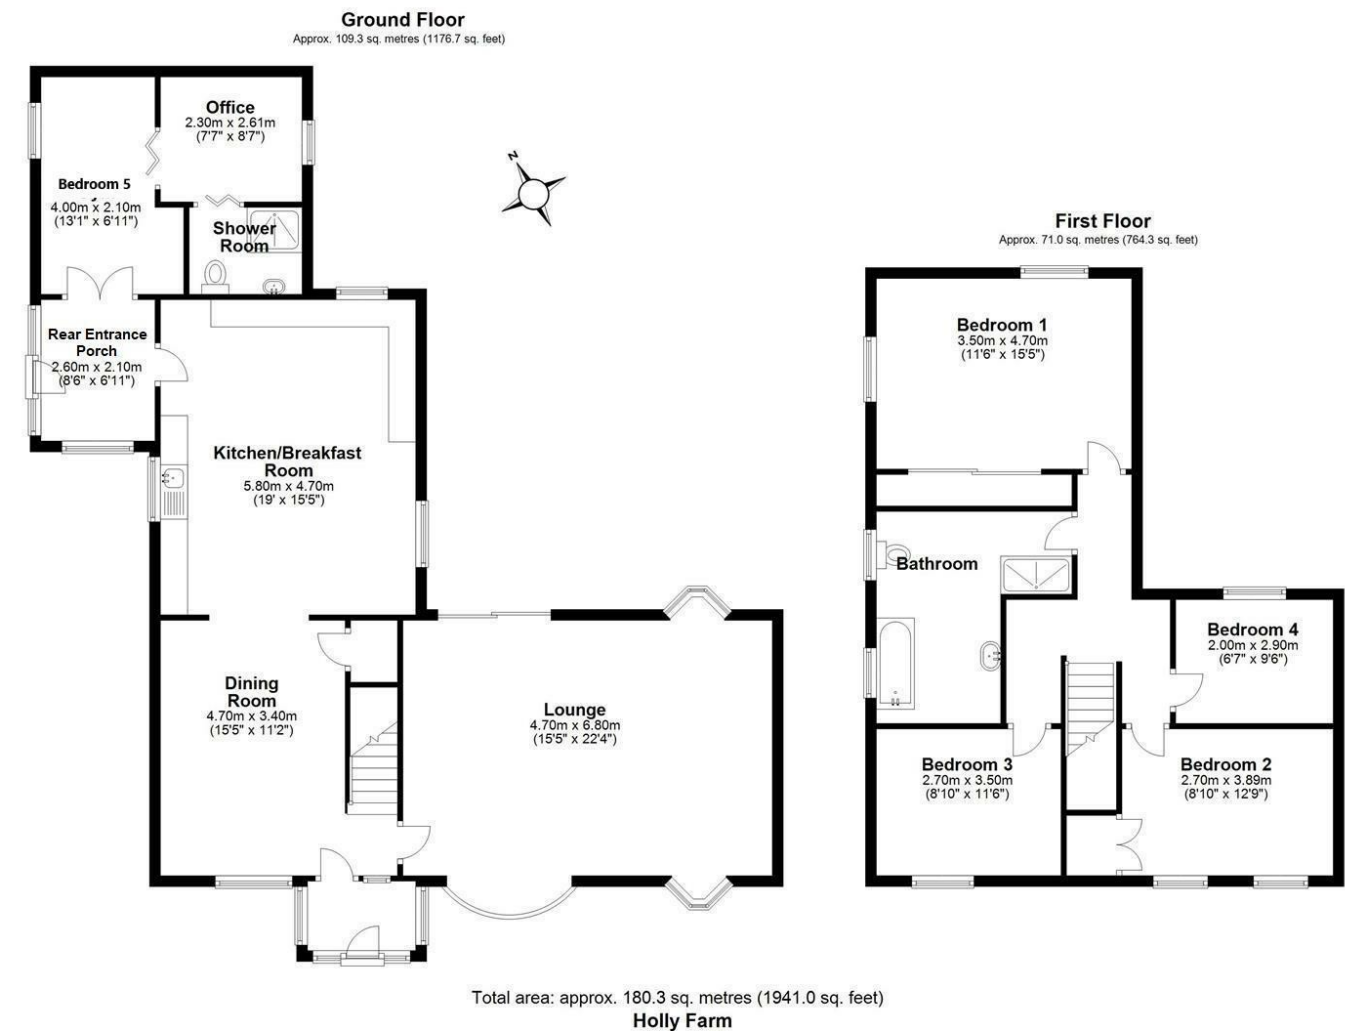 Ground Floor
Approx. 109.3 sq. metres (1176.7 sq. feet)
Office
2.30m x 2.61m
(7'7" x 8'7")
Bedroom 5
4.00m x 2.10m
(13'1" x 6'11")
Shower
Room
Rear Entrance
Porch
2.60m x 2.10m
(8'6" x 6'11")
Kitchen/Breakfast
Room
5.80m x 4.70m
(19' x 15'5")
Dining
Room
4.70m x 3.40m
(15'5" x 11'2")
Lounge
4.70m x 6.80m
(15'5" x 22'4")
N
First Floor
Approx. 71.0 sq. metres (764.3 sq. feet)
Bedroom 1
3.50m x 4.70m
(11'6" x 15'5")
Bathroom
Bedroom 4
2.00m x 2.90m
(6'7" x 9'6")
Bedroom 3
2.70m x 3.50m
(8'10" x 11'6")
Bedroom 2
2.70m x 3.89m
(8'10" x 12'9")
Total area: approx. 180.3 sq. metres (1941.0 sq. feet)
Holly Farm